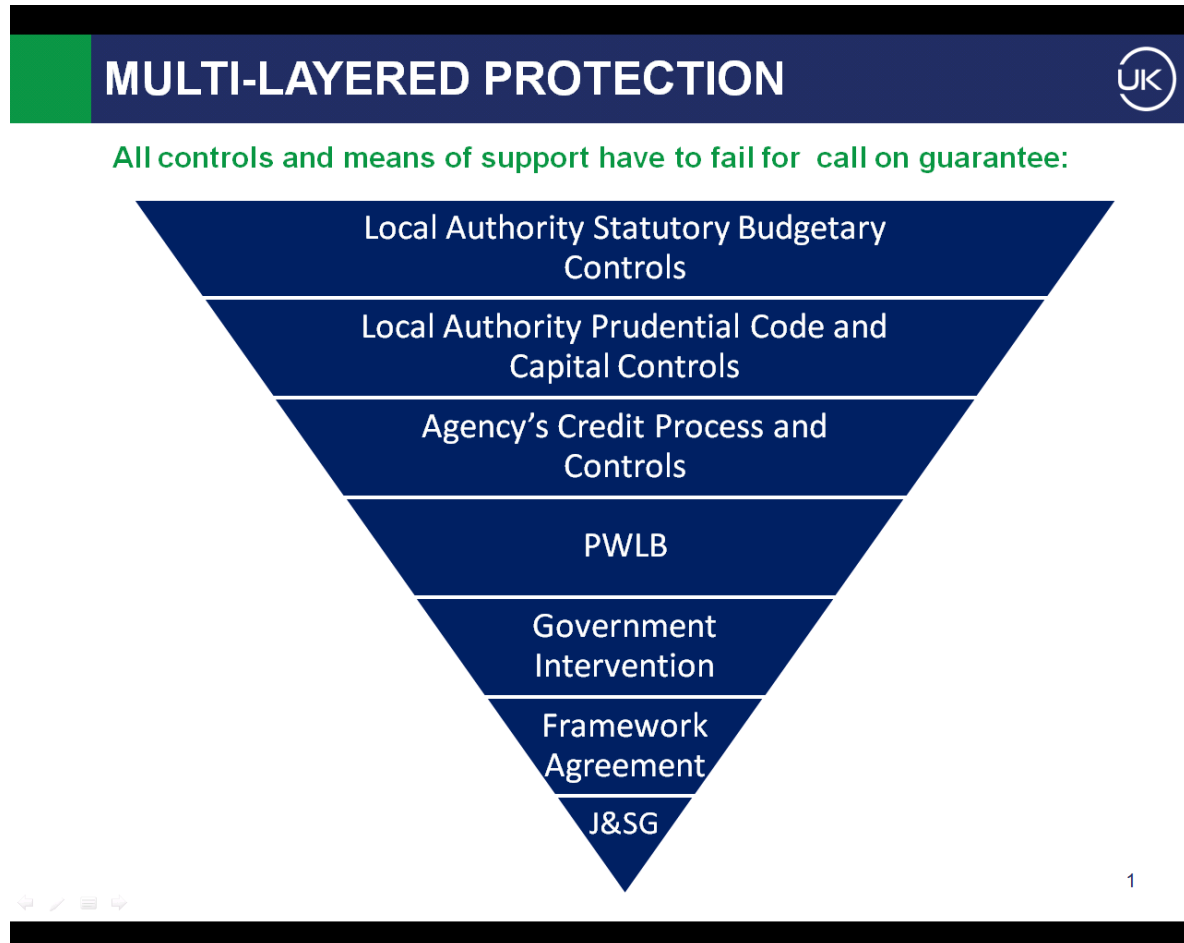 MULTI-LAYERED PROTECTION
UK
All controls and means of support have to fail for call on guarantee:
Local Authority Statutory Budgetary
Controls
Local Authority Prudential Code and
Capital Controls
Agency’s Credit Process and
Controls
PWLB
Government
Intervention
Framework
Agreement
J&SG
1